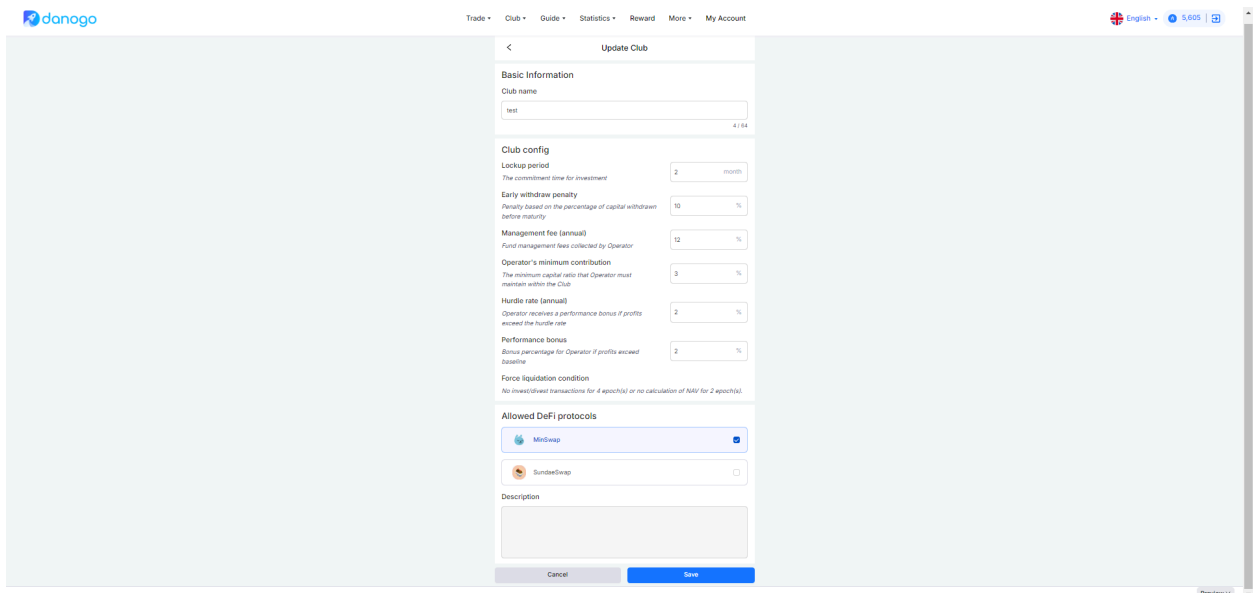 danogo
Trade Club Guide Statistics Reward More My Account
English 5,605
Update Club
Basic Information
Club name
test
4 / 64
Club config
Lockup period
The commitment time for investment
2 month
Early withdraw penalty
Penalty based on the percentage of capital withdrawn
before maturity
10 %
Management fee (annual)
Fund management fees collected by Operator
12 %
Operator's minimum contribution
The minimum capital ratio that Operator must
maintain within the Club
3 %
Hurdle rate (annual)
Operator receives a performance bonus if profits
exceed the hurdle rate
2 %
Performance bonus
Bonus percentage for Operator if profits exceed
baseline
2 %
Force liquidation condition
No invest/divest transactions for 4 epoch(s) or no calculation of NAV for 2 epoch(s).
Allowed DeFi protocols
MinSwap
SundaeSwap
Description
Cancel Save